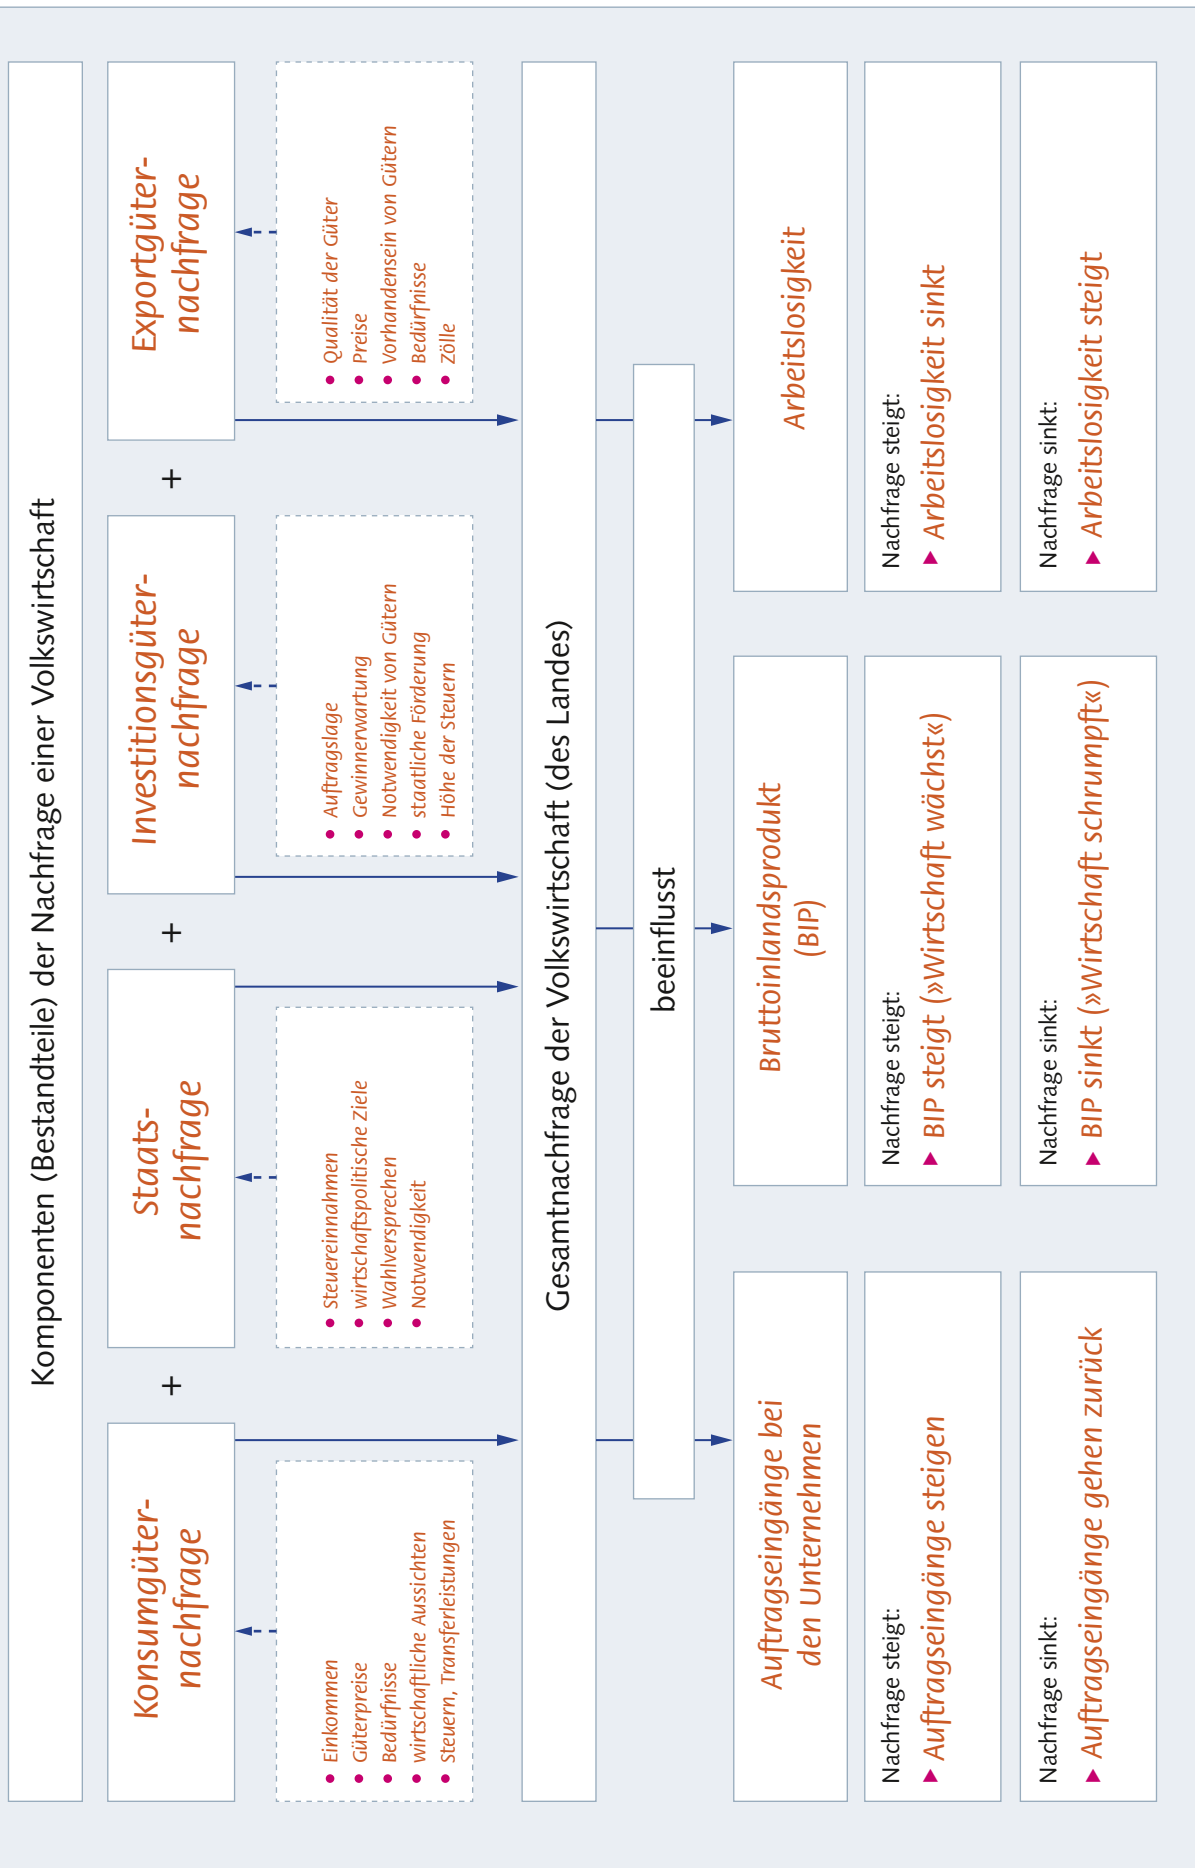 Komponenten (Bestandteile) der Nachfrage einer Volkswirtschaft
Konsumgüter-
nachfrage
+
Staats-
nachfrage
+
Investitionsgüter-
nachfrage
+
Exportgüter-
nachfrage
• Einkommen
• Güterpreise
• Bedürfnisse
• wirtschaftliche Aussichten
• Steuern, Transferleistungen
• Steuereinnahmen
• wirtschaftspolitische Ziele
• Wahlversprechen
• Notwendigkeit
• Auftragslage
• Gewinnerwartung
• Notwendigkeit von Gütern
• staatliche Förderung
• Höhe der Steuern
• Qualität der Güter
• Preise
• Vorhandensein von Gütern
• Bedürfnisse
• Zölle
Gesamtnachfrage der Volkswirtschaft (des Landes)
beeinflusst
Auftragseingänge bei
den Unternehmen
Bruttoinlandsprodukt
(BIP)
Arbeitslosigkeit
Nachfrage steigt:
▶ Auftragseingänge steigen
Nachfrage steigt:
▶ BIP steigt (»Wirtschaft wächst«)
Nachfrage steigt:
▶ Arbeitslosigkeit sinkt
Nachfrage sinkt:
▶ Auftragseingänge gehen zurück
Nachfrage sinkt:
▶ BIP sinkt (»Wirtschaft schrumpft«)
Nachfrage sinkt:
▶ Arbeitslosigkeit steigt